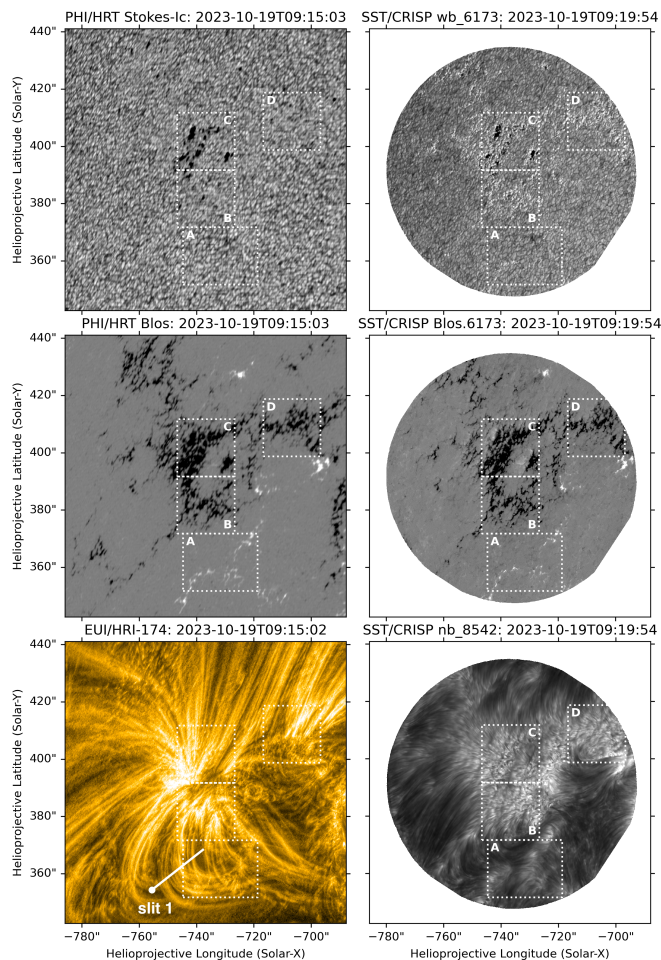 PHI/HRT Stokes-Ic: 2023-10-19T09:15:03
SST/CRISP wb_6173: 2023-10-19T09:19:54
440"
420"
400"
380"
360"
Helioprojective Latitude (Solar-Y)
D
C
B
A
D
C
B
A
PHI/HRT Blos: 2023-10-19T09:15:03
SST/CRISP Blos.6173: 2023-10-19T09:19:54
440"
420"
400"
380"
360"
Helioprojective Latitude (Solar-Y)
D
C
B
A
D
C
B
A
EUI/HRI-174: 2023-10-19T09:15:02
SST/CRISP nb_8542: 2023-10-19T09:19:54
440"
420"
400"
380"
360"
Helioprojective Latitude (Solar-Y)
slit 1
D
C
B
A
−780" −760" −740" −720" −700"
−780" −760" −740" −720" −700"
Helioprojective Longitude (Solar-X)
Helioprojective Longitude (Solar-X)